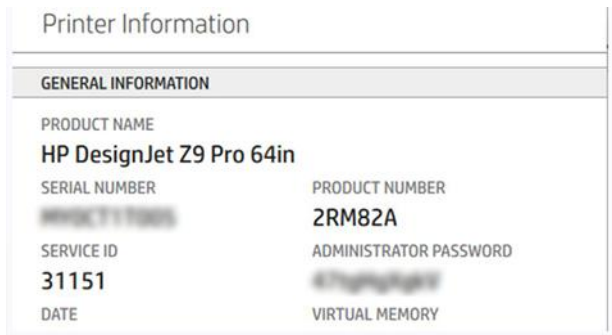 Printer Information
GENERAL INFORMATION
PRODUCT NAME
HP DesignJet Z9 Pro 64in
SERIAL NUMBER PRODUCT NUMBER
2RM82A
SERVICE ID ADMINISTRATOR PASSWORD
31151
DATE VIRTUAL MEMORY